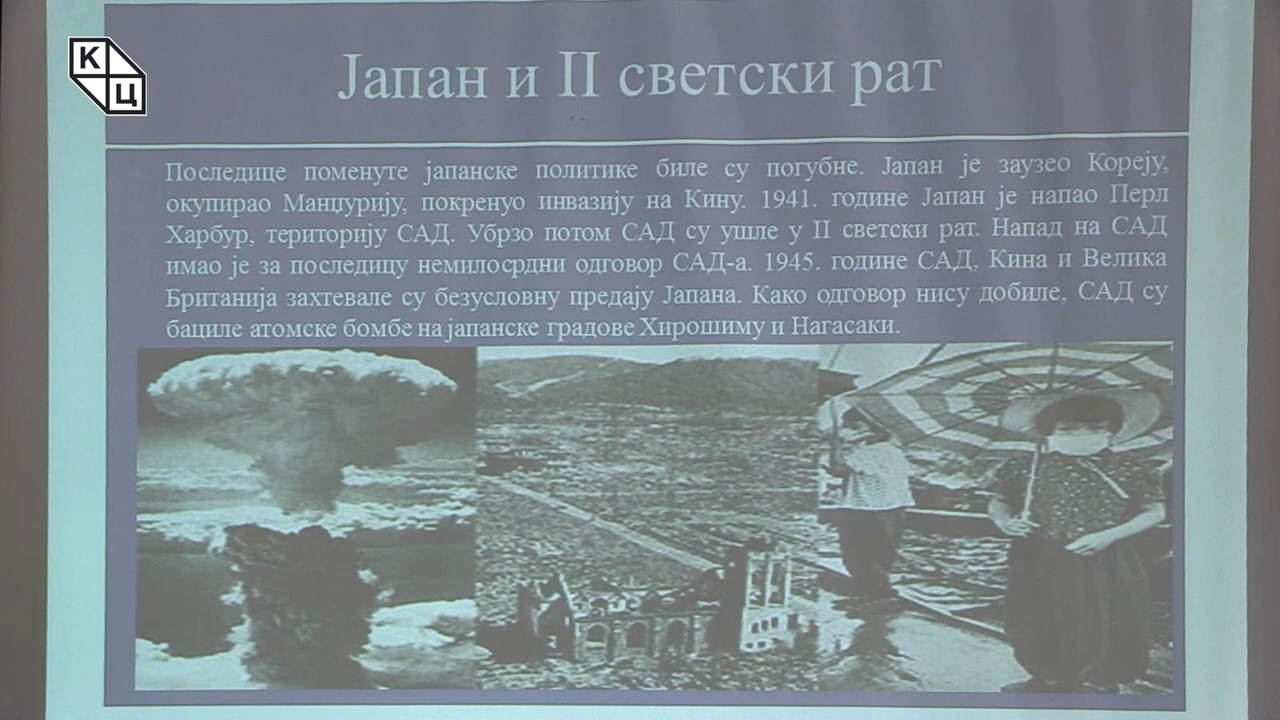 К
Ц
Јапан и II светски рат
Последице поменуте јапанске политике биле су погубне. Јапан је заузео Кореју,
окупирао Манџурију, покренуо инвазију на Кину. 1941. године Јапан је напао Перл
Харбур, територију САД. Убрзо потом САД су ушле у II светски рат. Напад на САД
имао је за последицу немилосрдни одговор САД-а. 1945. године САД, Кина и Велика
Британија захтевале су безусловну предају Јапана. Како одговор нису добиле, САД су
бациле атомске бомбе на јапанске градове Хирошиму и Нагасаки.